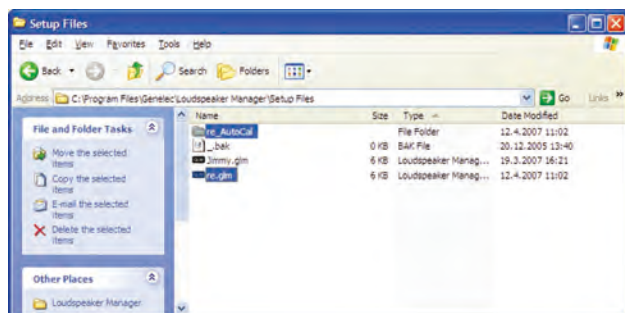 Setup Files
File Edit View Favorites Tools Help
Back Search Folders
Address C:\Program Files\Genelec\Loudspeaker Manager\Setup Files Go Links »
Name Size Type Date Modified
File and Folder Tasks
Move the selected items
Copy the selected items
E-mail the selected items
Delete the selected items
Other Places
Loudspeaker Manager
re_AutoCal File Folder 12.4.2007 11:02
_.bak 0 KB BAK File 20.12.2005 13:40
Jimmy.glm 6 KB Loudspeaker Manag... 19.3.2007 16:21
re.glm 6 KB Loudspeaker Manag... 12.4.2007 11:02